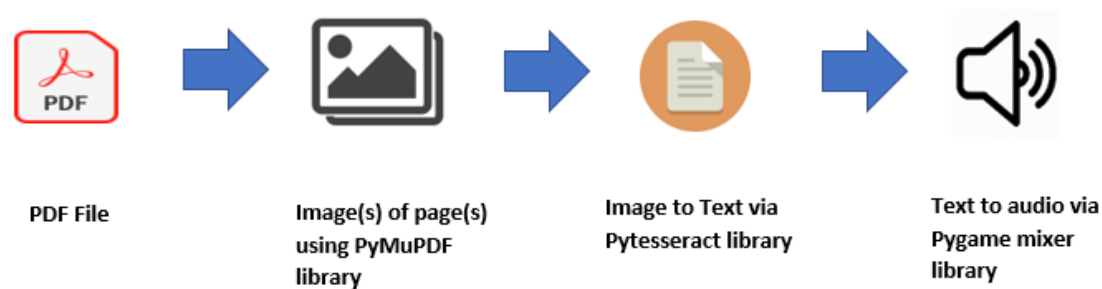 PDF
PDF File
Image(s) of page(s)
using PyMuPDF
library
Image to Text via
Pytesseract library
Text to audio via
Pygame mixer
library